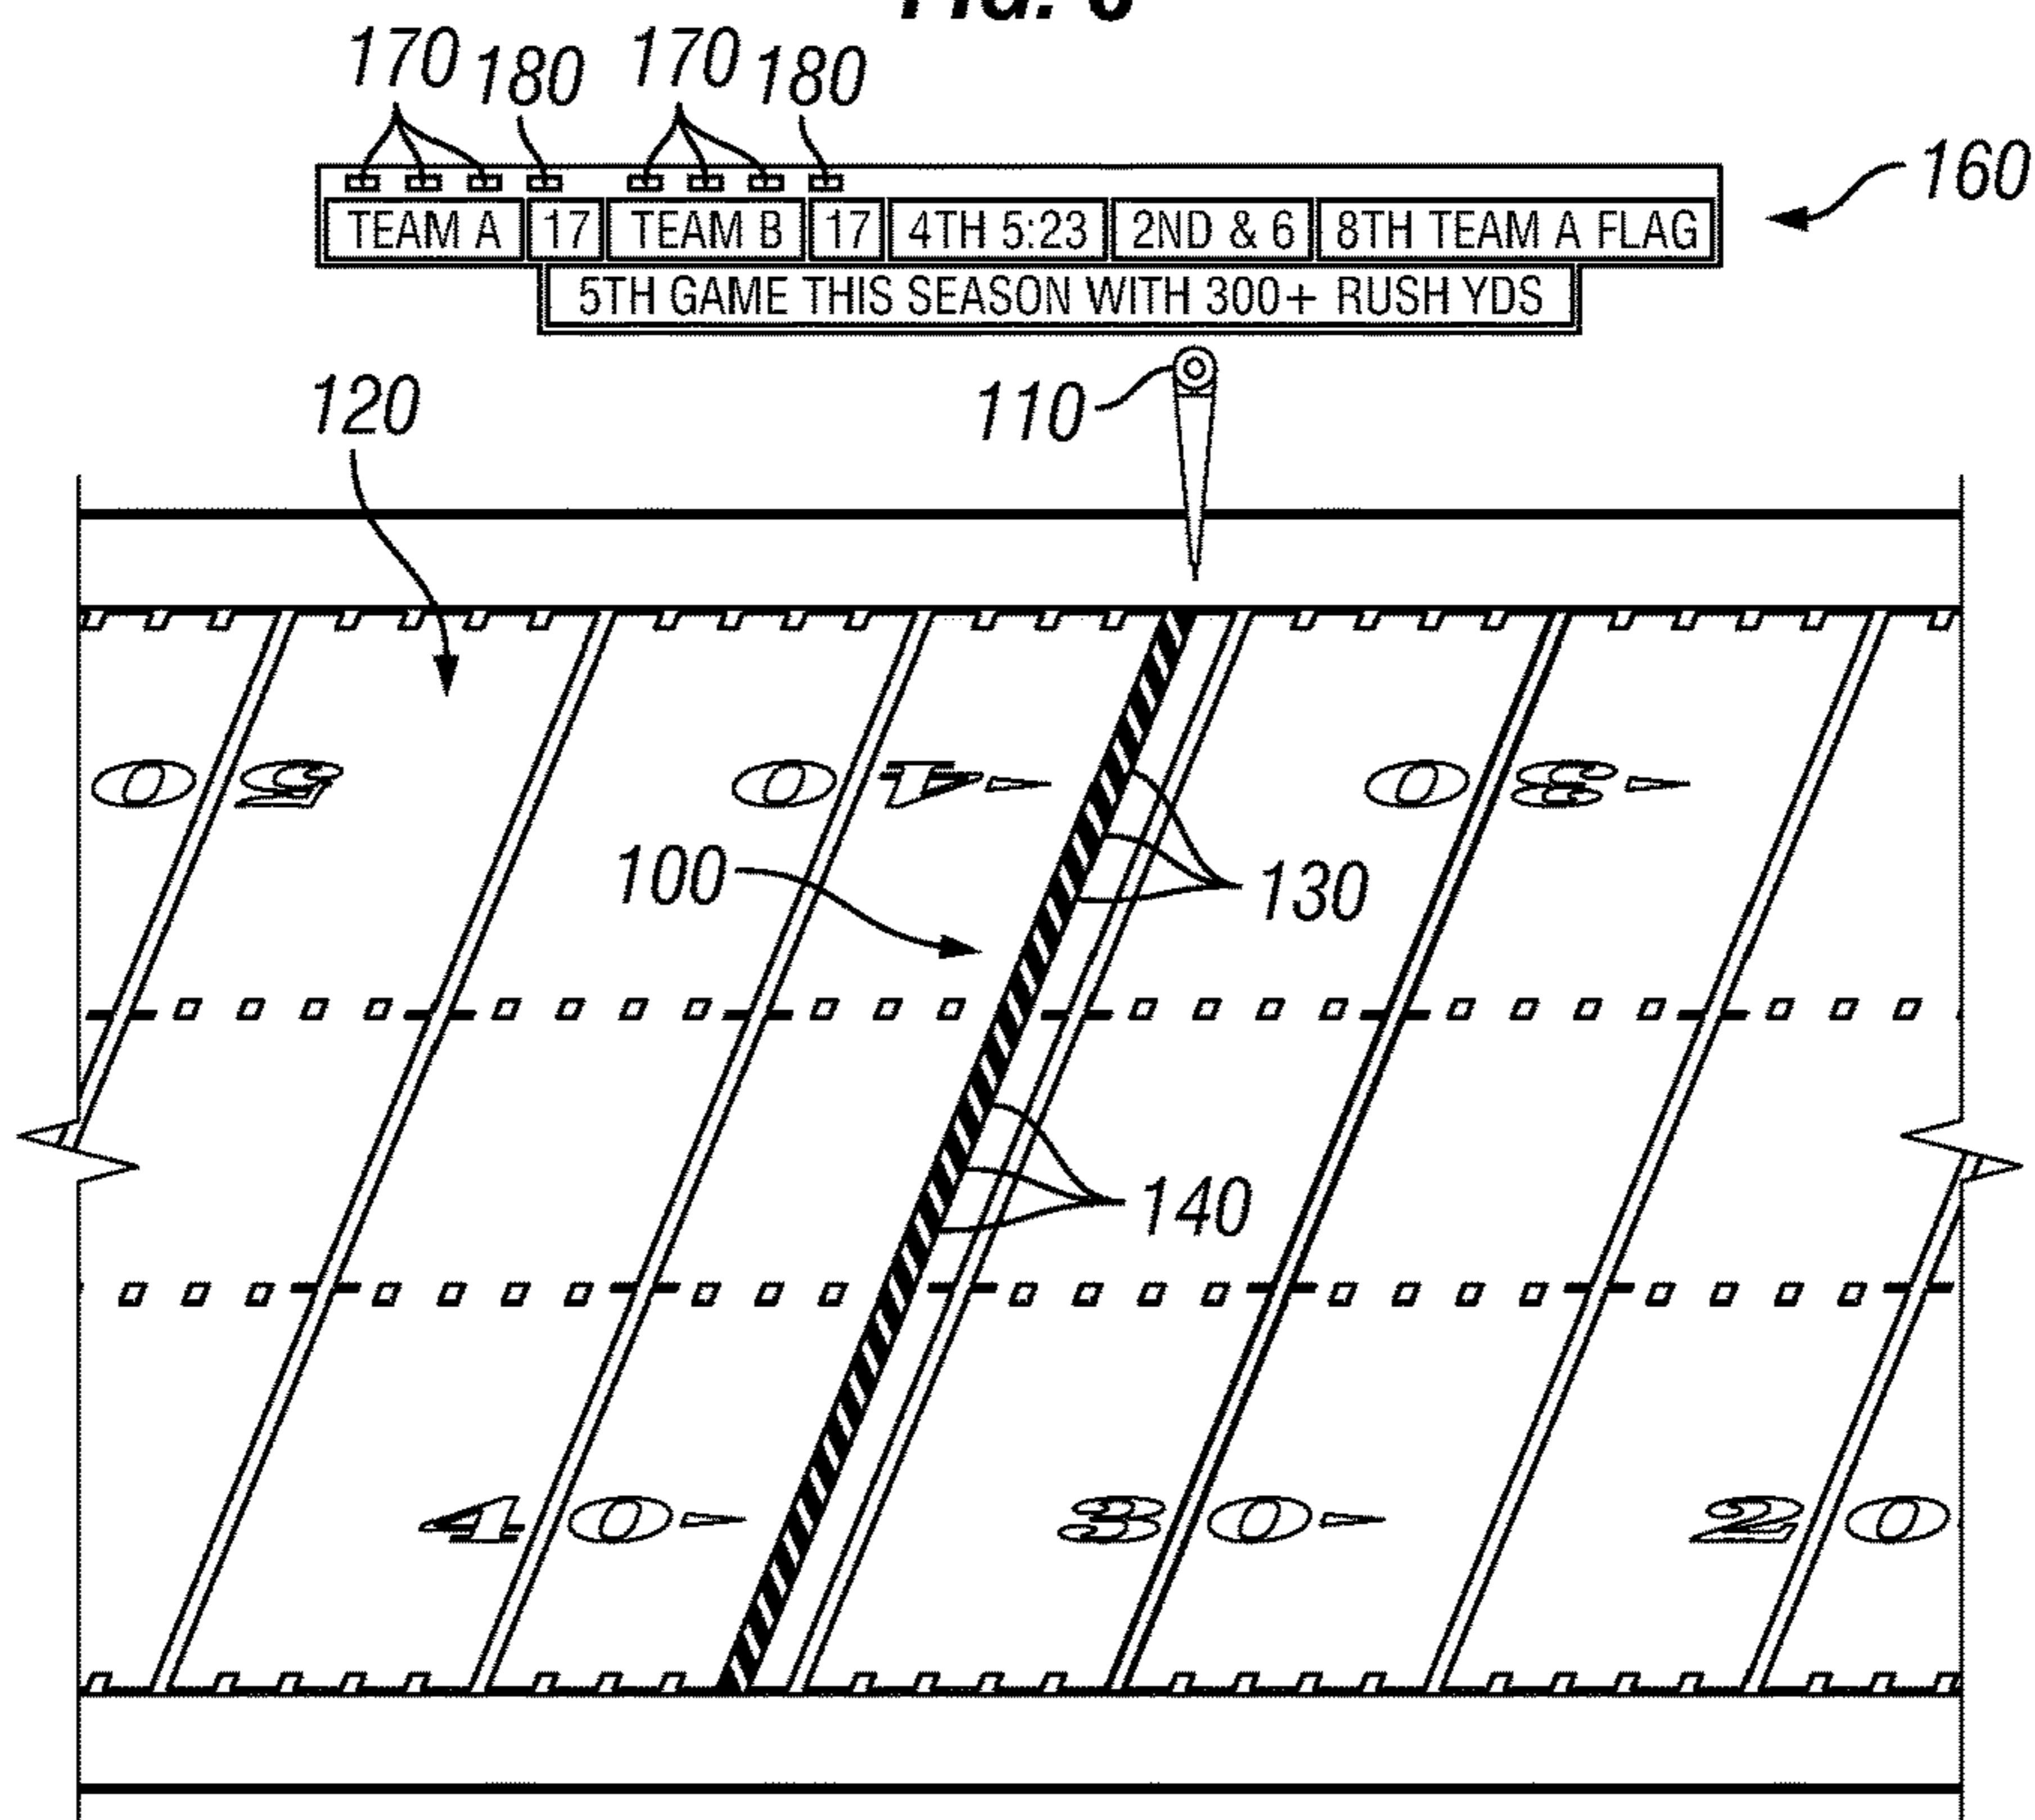 FIG.
170 180 170 180
160
TEAM A 17 TEAM B 17 4TH 5:23 2ND & 6 8TH TEAM A FLAG
5TH GAME THIS SEASON WITH 300+ RUSH YDS
120
110
50 40 30
100
130
140
40 30 20